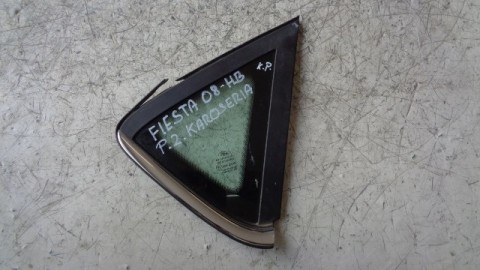 K.P.
FIESTA 08-HB
P.Z. KAROSERIA